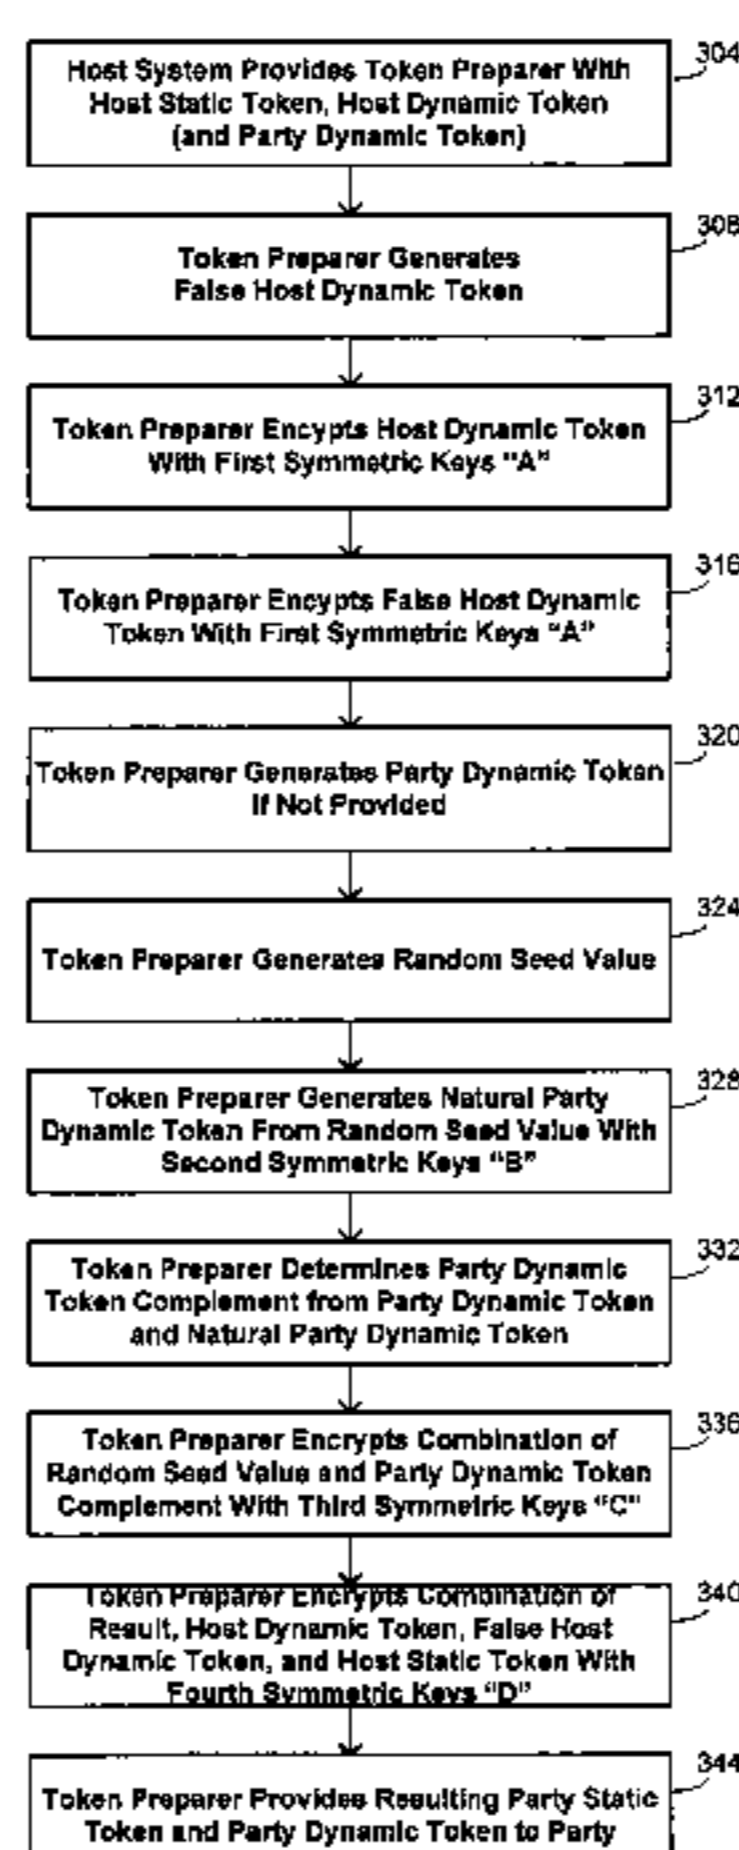 Host System Provides Token Preparer With
Host Static Token, Host Dynamic Token
(and Party Dynamic Token)
304
Token Preparer Generates
False Host Dynamic Token
308
Token Preparer Encypts Host Dynamic Token
With First Symmetric Keys "A"
312
Token Preparer Encypts False Host Dynamic
Token With First Symmetric Keys "A"
316
Token Preparer Generates Party Dynamic Token
If Not Provided
320
Token Preparer Generates Random Seed Value
324
Token Preparer Generates Natural Party
Dynamic Token From Random Seed Value With
Second Symmetric Keys "B"
328
Token Preparer Determines Party Dynamic
Token Complement from Party Dynamic Token
and Natural Party Dynamic Token
332
Token Preparer Encrypts Combination of
Random Seed Value and Party Dynamic Token
Complement With Third Symmetric Keys "C"
336
Token Preparer Encrypts Combination of
Result, Host Dynamic Token, False Host
Dynamic Token, and Host Static Token With
Fourth Symmetric Keys "D"
340
Token Preparer Provides Resulting Party Static
Token and Party Dynamic Token to Party
344